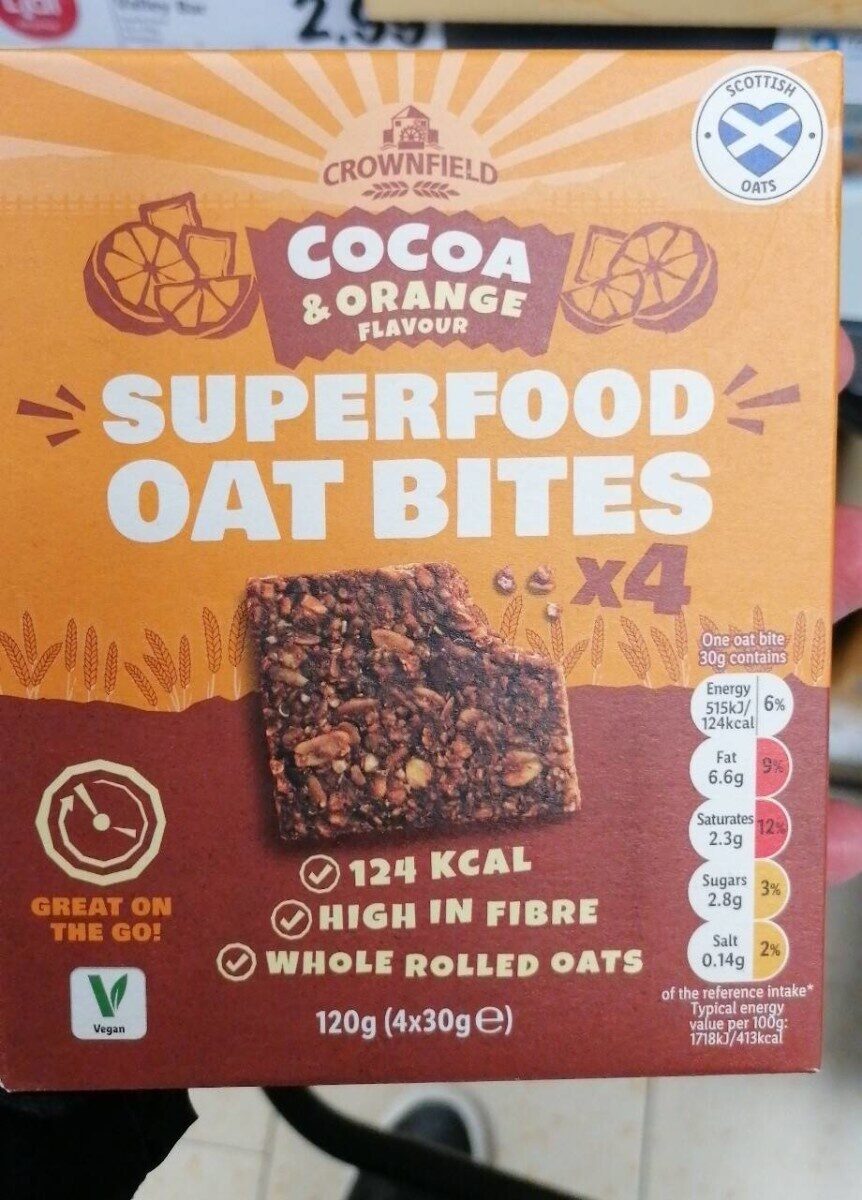 2.99
SCOTTISH
OATS
CROWNFIELD
COCOA
& ORANGE
FLAVOUR
SUPERFOOD
OAT BITES
x4
One oat bite
30g contains
Energy
515kJ/
124kcal
6%
Fat
6.6g
9%
Saturates
2.3g
12%
Sugars
2.8g
3%
Salt
0.14g
2%
of the reference intake*
Typical energy
value per 100g:
1718kJ/413kcal
124 KCAL
HIGH IN FIBRE
WHOLE ROLLED OATS
GREAT ON
THE GO!
Vegan
120g (4x30g℮)